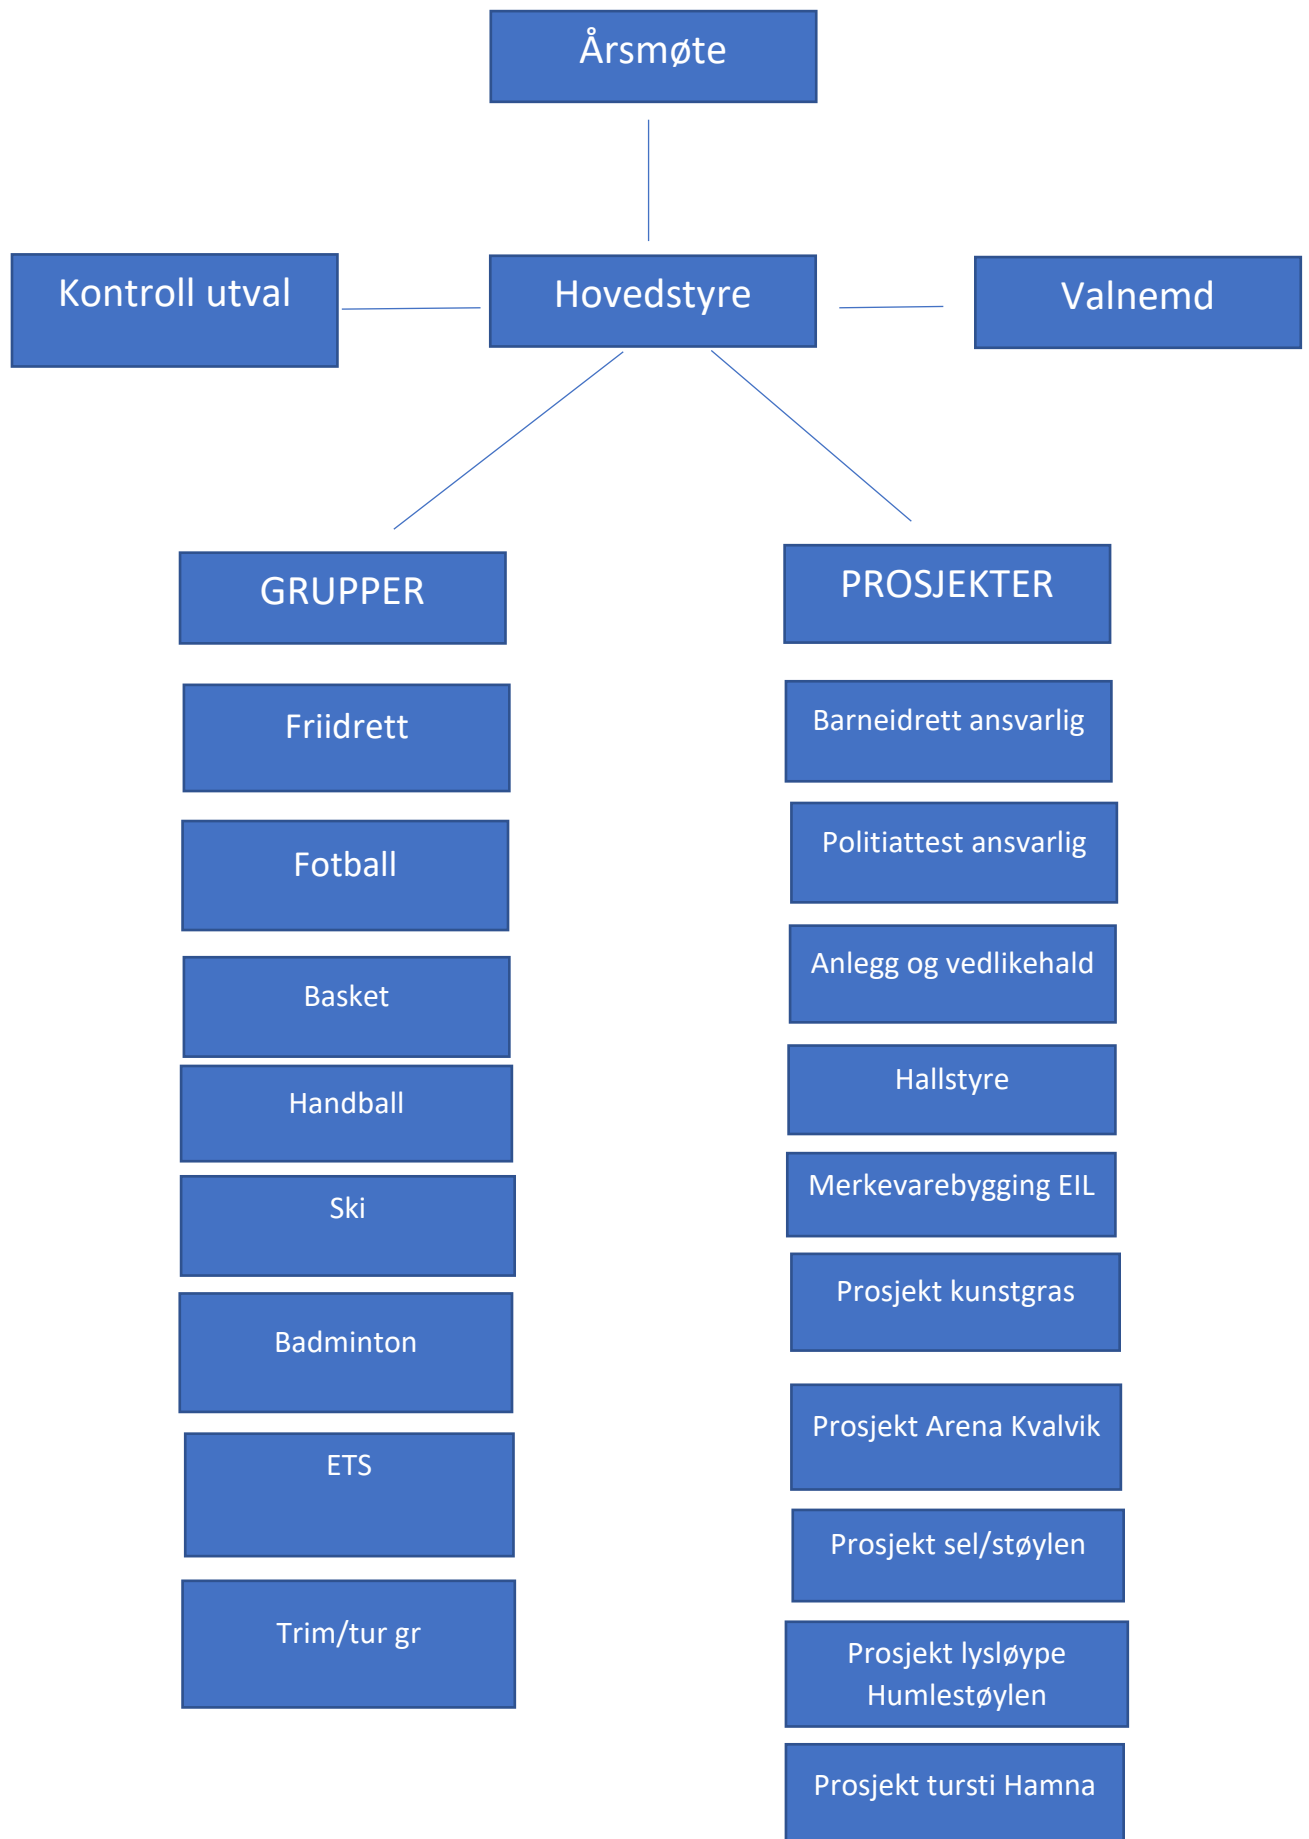 Årsmøte
Kontroll utval
Hovedstyre
Valnemd
GRUPPER
Friidrett
Fotball
Basket
Handball
Ski
Badminton
ETS
Trim/tur gr
PROSJEKTER
Barneidrett ansvarlig
Politiattest ansvarlig
Anlegg og vedlikehald
Hallstyre
Merkevarebygging EIL
Prosjekt kunstgras
Prosjekt Arena Kvalvik
Prosjekt sel/støylen
Prosjekt lysløype
Humlestøylen
Prosjekt tursti Hamna